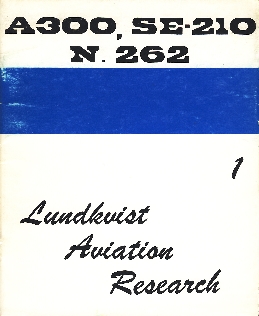 A300, SE-210
N. 262
1
Lundkvist
Aviation
Research